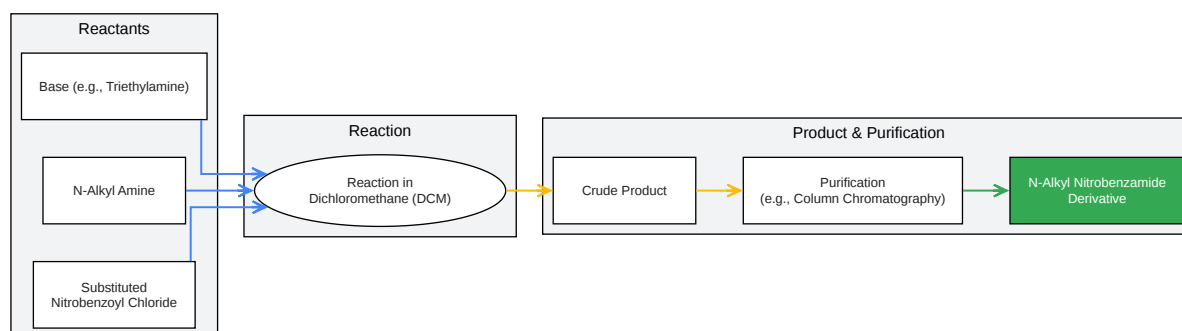 Reactants
Base (e.g., Triethylamine)
N-Alkyl Amine
Substituted
Nitrobenzoyl Chloride
Reaction
Reaction in
Dichloromethane (DCM)
Product & Purification
Crude Product
Purification
(e.g., Column Chromatography)
N-Alkyl Nitrobenzamide
Derivative